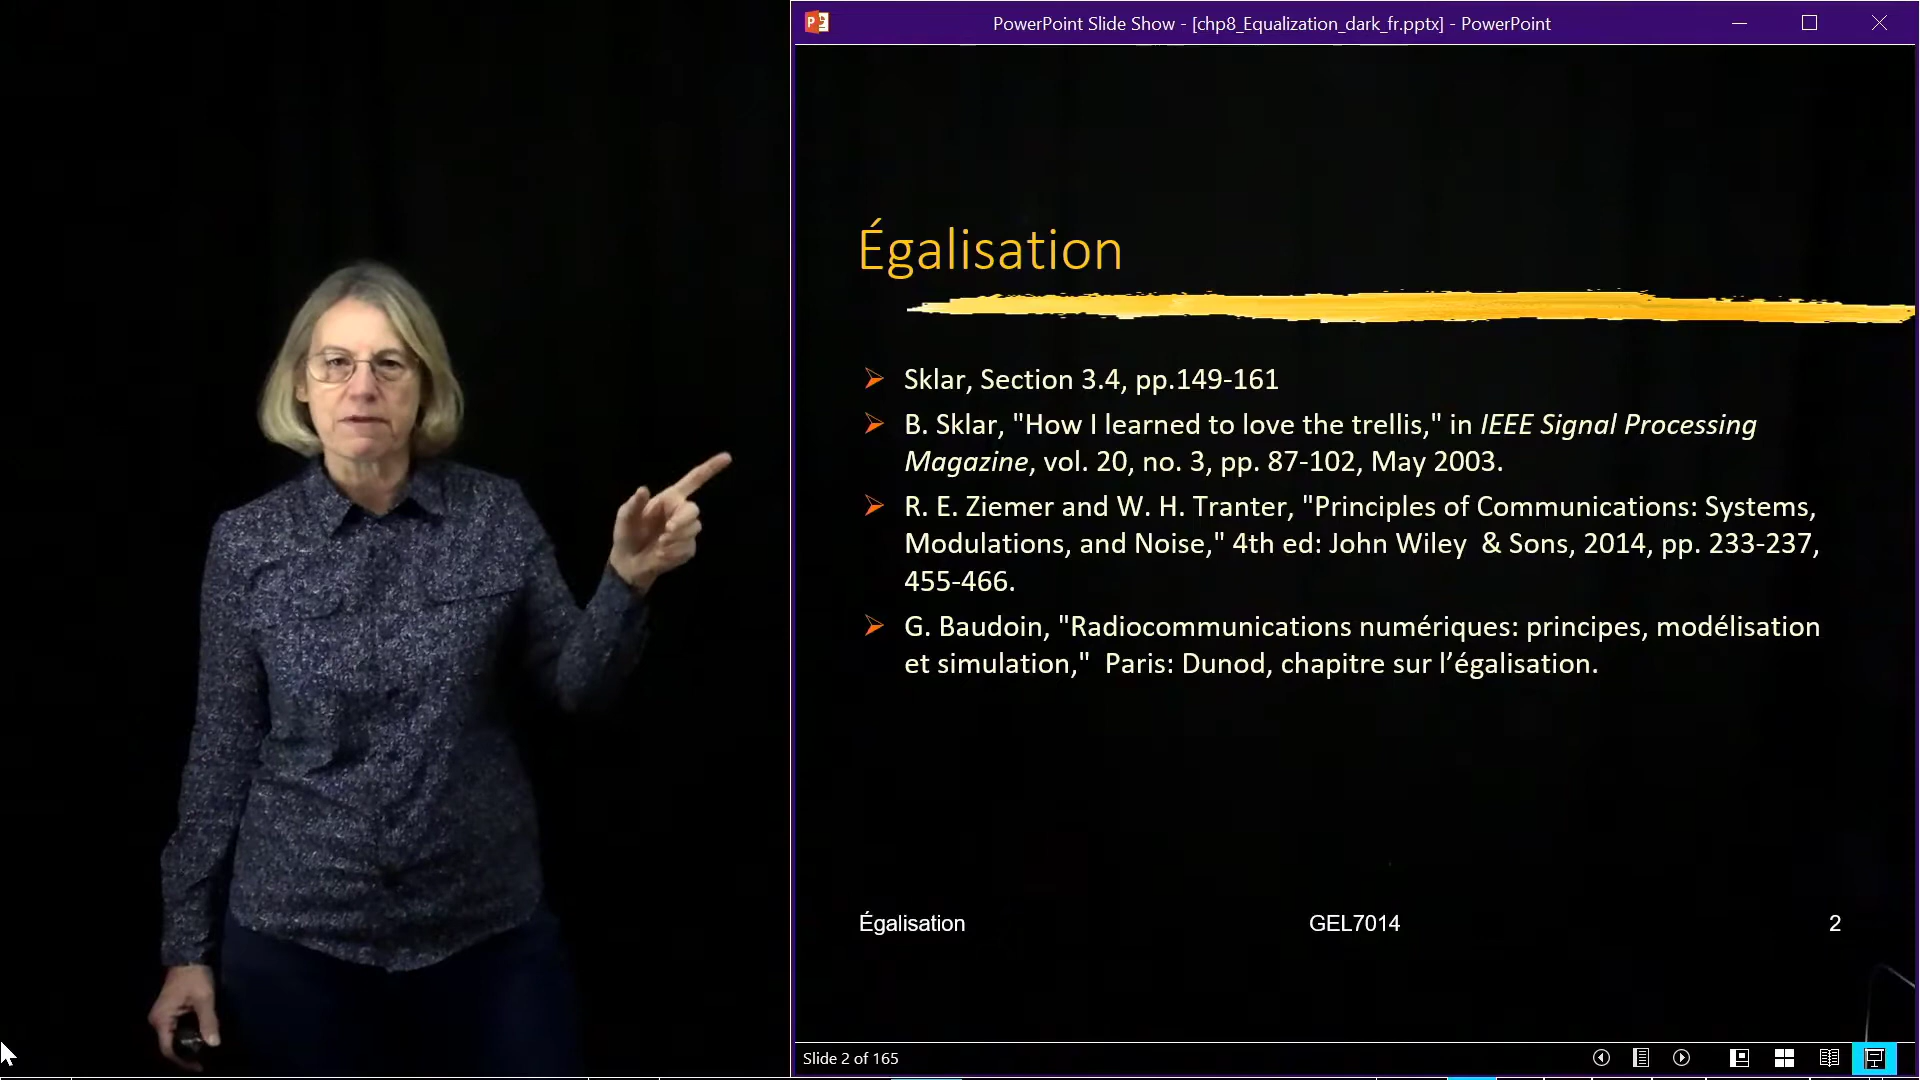 PowerPoint Slide Show - [chp8_Equalization_dark_fr.pptx] - PowerPoint
Égalisation
Sklar, Section 3.4, pp.149-161
B. Sklar, "How I learned to love the trellis," in IEEE Signal Processing
Magazine, vol. 20, no. 3, pp. 87-102, May 2003.
R. E. Ziemer and W. H. Tranter, "Principles of Communications: Systems,
Modulations, and Noise," 4th ed: John Wiley & Sons, 2014, pp. 233-237,
455-466.
G. Baudoin, "Radiocommunications numériques: principes, modélisation
et simulation," Paris: Dunod, chapitre sur l’égalisation.
Égalisation GEL7014 2
Slide 2 of 165